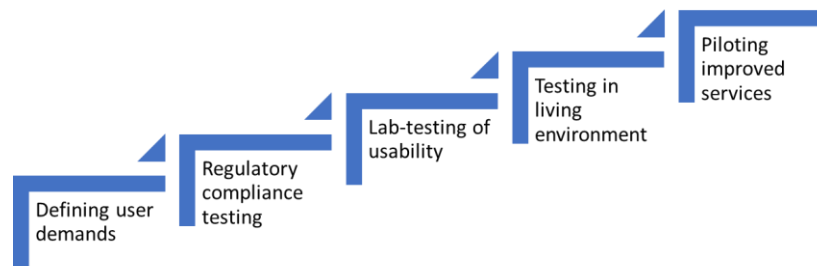 Defining user
demands
Regulatory
compliance
testing
Lab-testing of
usability
Testing in
living
environment
Piloting
improved
services